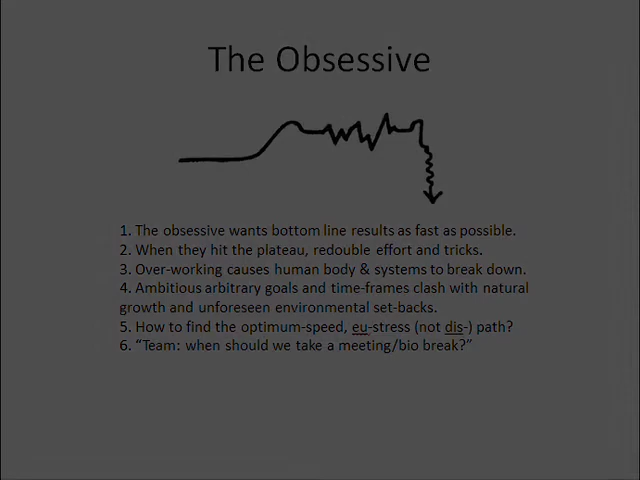 The Obsessive
1. The obsessive wants bottom line results as fast as possible.
2. When they hit the plateau, redouble effort and tricks.
3. Over-working causes human body & systems to break down.
4. Ambitious arbitrary goals and time-frames clash with natural
growth and unforeseen environmental set-backs.
5. How to find the optimum-speed, eu-stress (not dis-) path?
6. “Team: when should we take a meeting/bio break?”